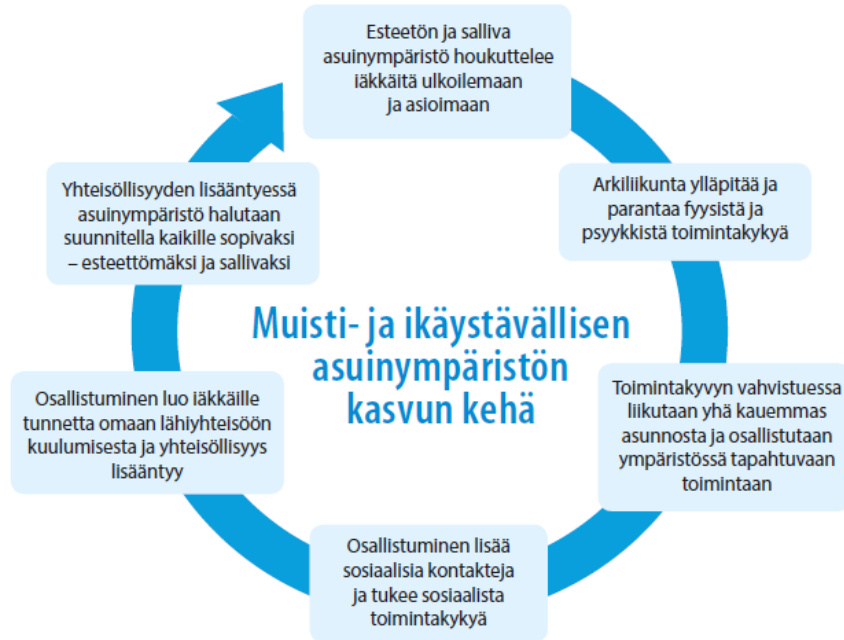 Esteetön ja salliva
asuinympäristö houkuttelee
iäkkäitä ulkoilemaan
ja asioimaan
Arkiliikunta ylläpitää ja
parantaa fyysistä ja
psyykkistä toimintakykyä
Toimintakyvyn vahvistuessa
liikutaan yhä kauemmas
asunnosta ja osallistutaan
ympäristössä tapahtuvaan
toimintaan
Osallistuminen lisää
sosiaalisia kontakteja
ja tukee sosiaalista
toimintakykyä
Osallistuminen luo iäkkäille
tunnetta omaan lähiyhteisöön
kuulumisesta ja yhteisöllisyys
lisääntyy
Yhteisöllisyyden lisääntyessä
asuinympäristö halutaan
suunnitella kaikille sopivaksi
– esteettömäksi ja sallivaksi
Muisti- ja ikäystävällisen
asuinympäristön
kasvun kehä